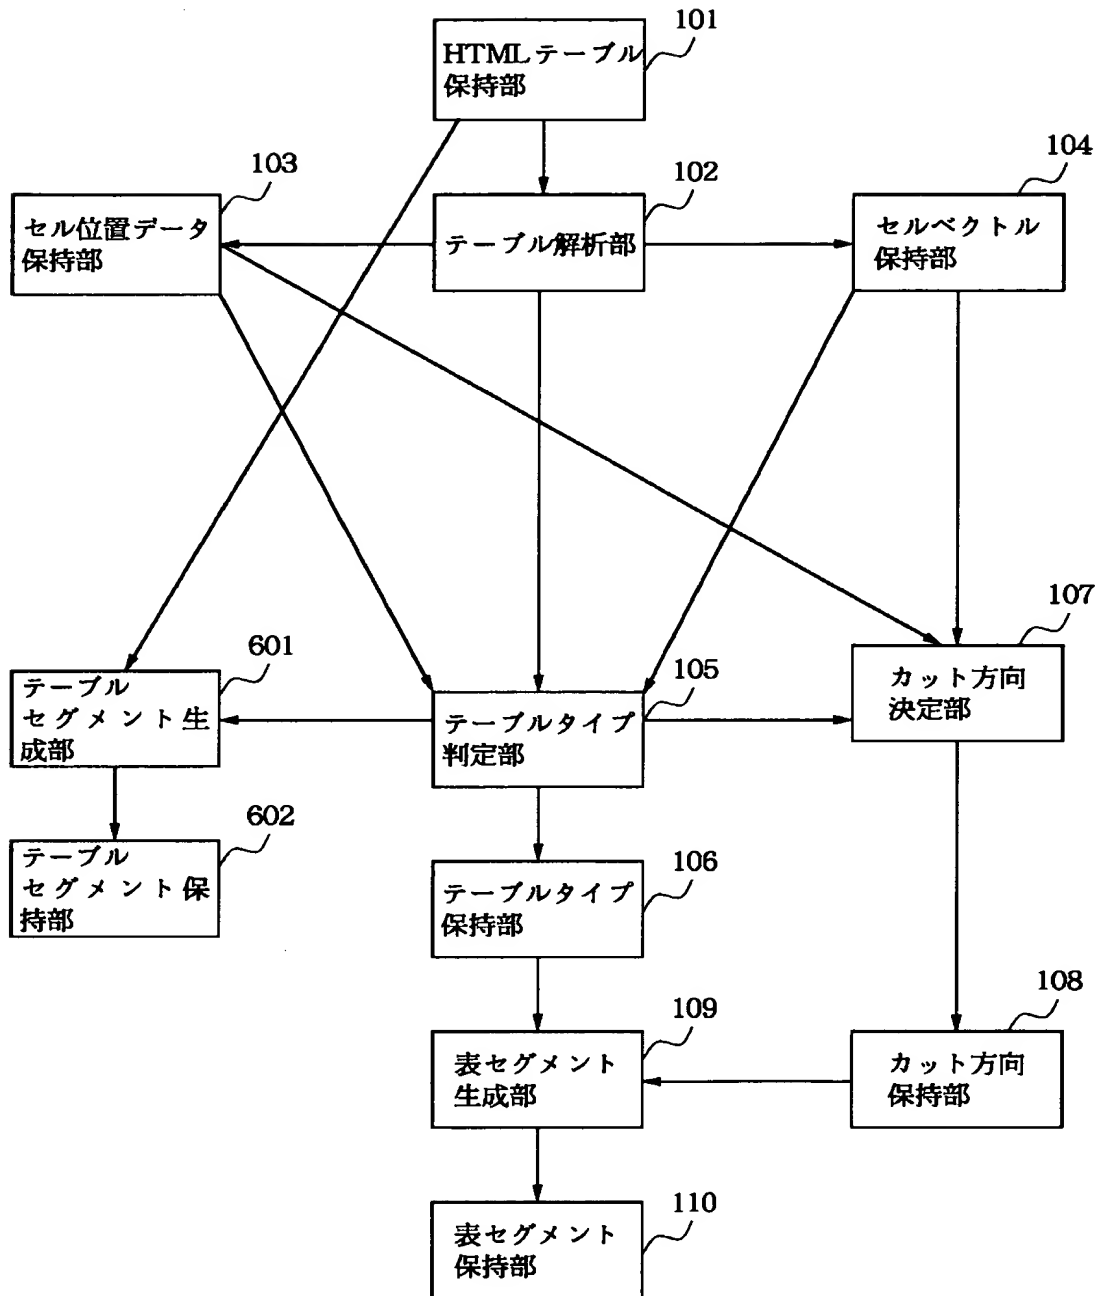 101
HTMLテーブル
保持部
103
セル位置データ
保持部
102
テーブル解析部
104
セルベクトル
保持部
601
テーブル
セグメント生
成部
105
テーブルタイプ
判定部
107
カット方向
決定部
602
テーブル
セグメント保
持部
106
テーブルタイプ
保持部
109
表セグメント
生成部
108
カット方向
保持部
110
表セグメント
保持部